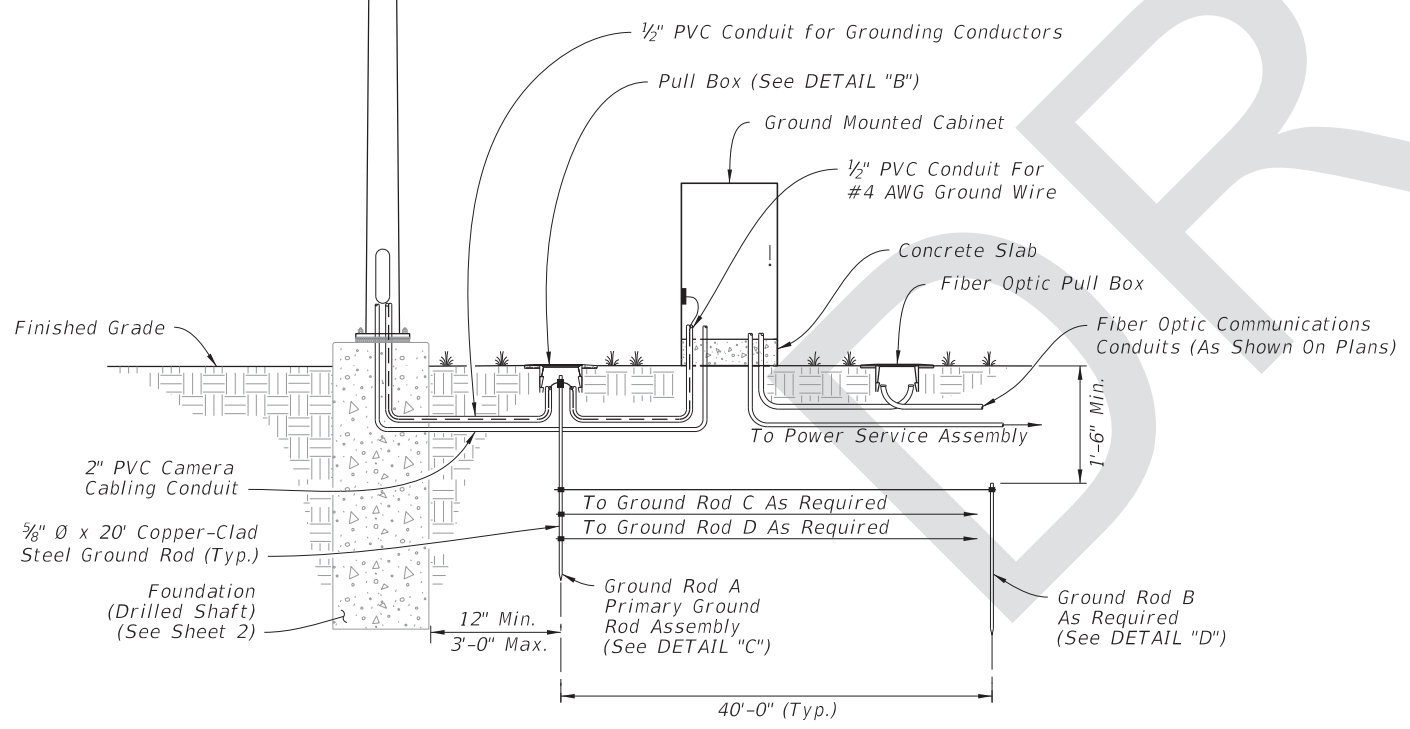 ½" PVC Conduit for Grounding Conductors
Pull Box (See DETAIL "B")
Ground Mounted Cabinet
½" PVC Conduit For
#4 AWG Ground Wire
Concrete Slab
Fiber Optic Pull Box
Finished Grade
Fiber Optic Communications
Conduits (As Shown On Plans)
1'-6" Min.
To Power Service Assembly
2" PVC Camera
Cabling Conduit
To Ground Rod C As Required
To Ground Rod D As Required
⅝" Ø x 20' Copper-Clad
Steel Ground Rod (Typ.)
Foundation
(Drilled Shaft)
(See Sheet 2)
12" Min.
3'-0" Max.
Ground Rod A
Primary Ground
Rod Assembly
(See DETAIL "C")
Ground Rod B
As Required
(See DETAIL "D")
40'-0" (Typ.)
DR